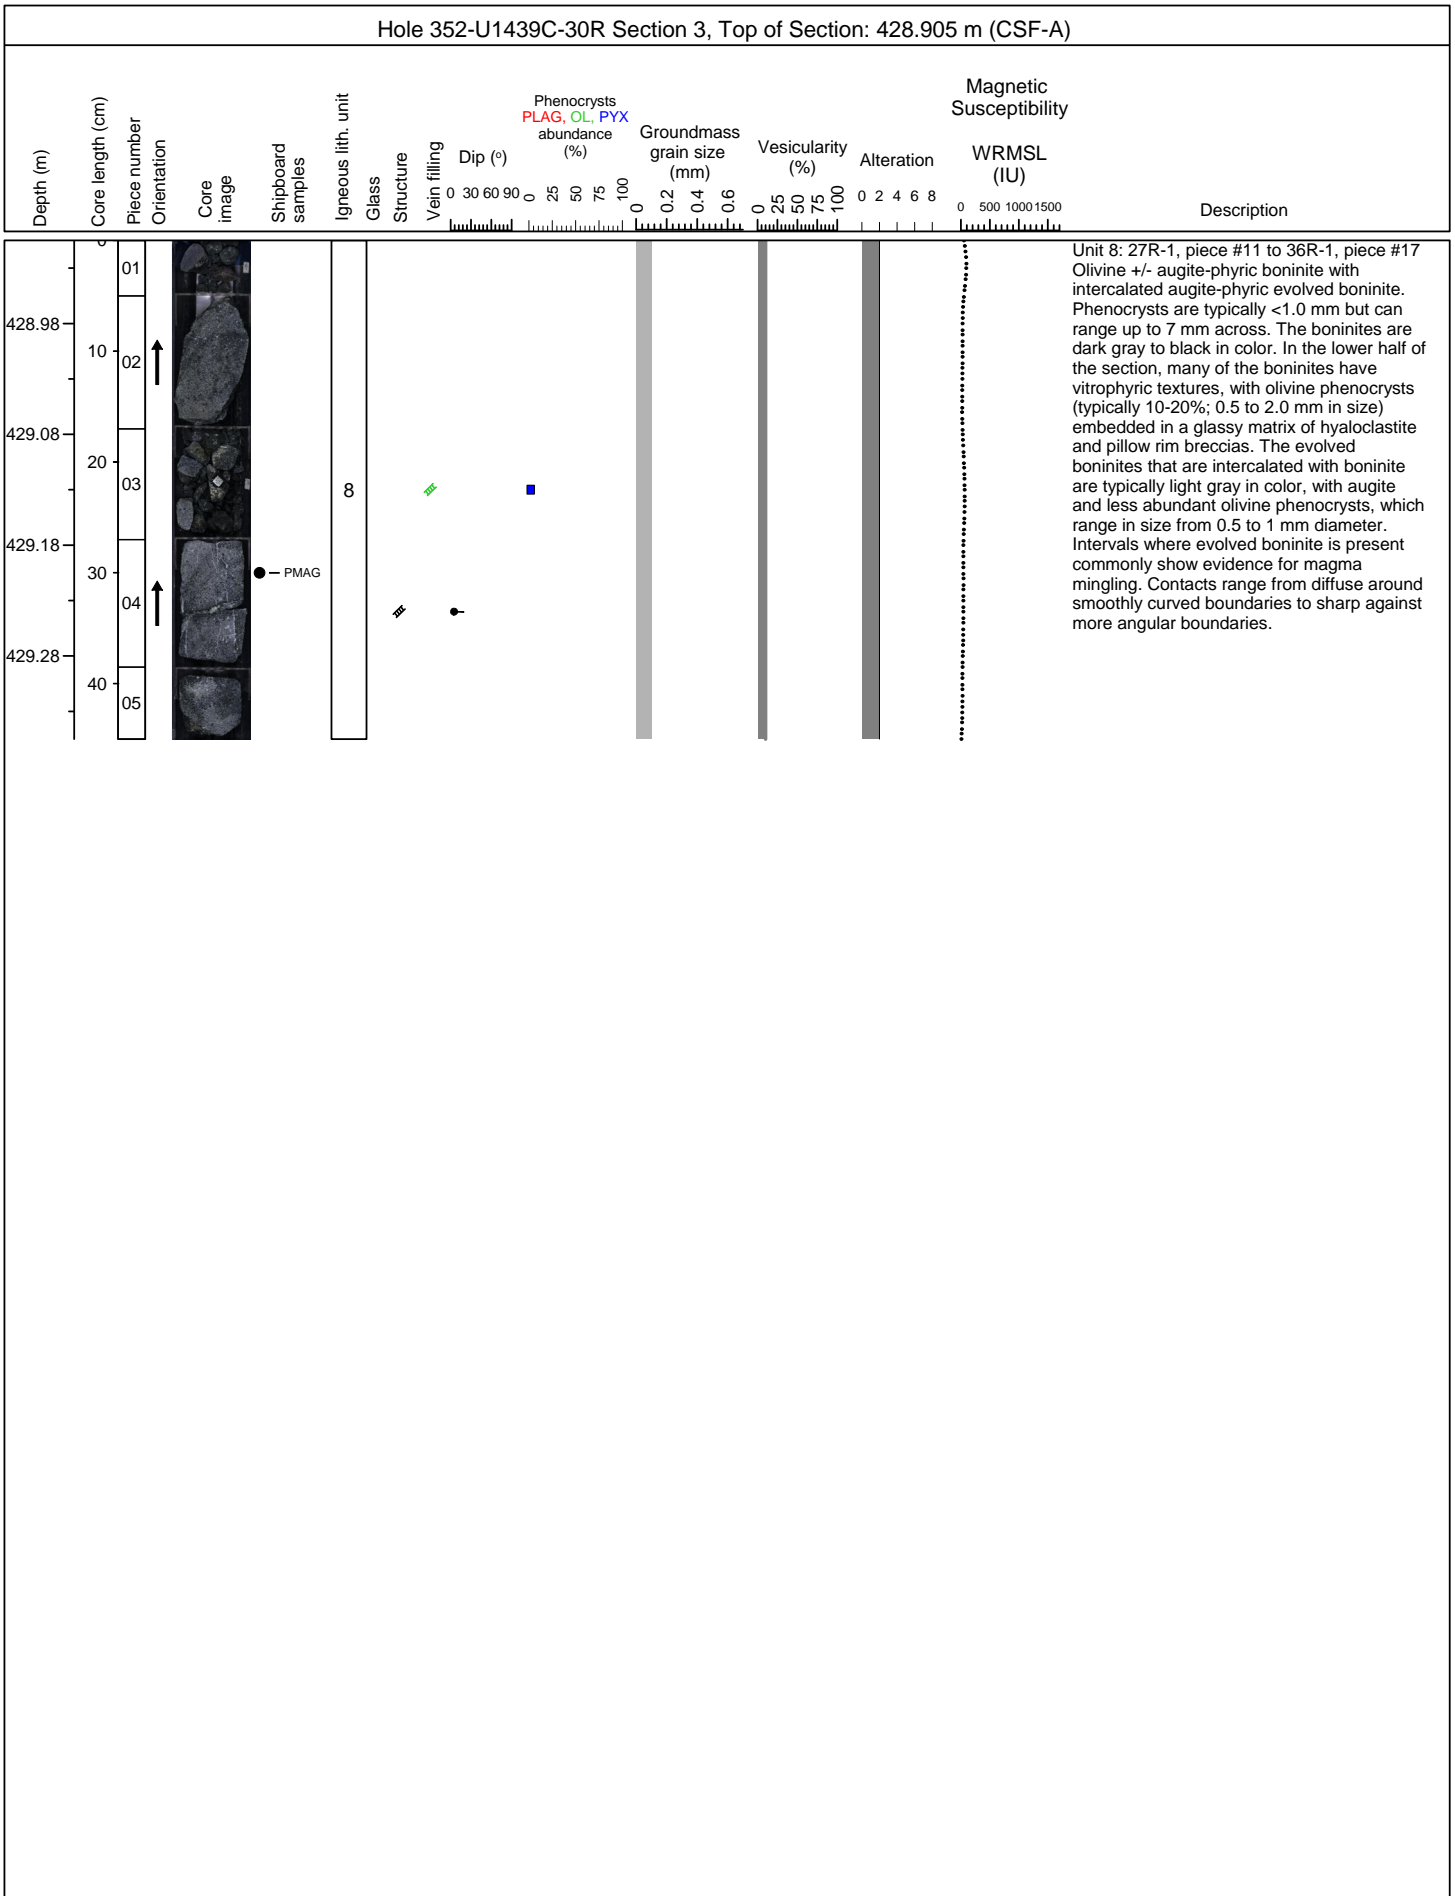 Hole 352-U1439C-30R Section 3, Top of Section: 428.905 m (CSF-A)
Depth (m)
Core length (cm)
Piece number
Orientation
Core
image
Shipboard
samples
Igneous lith. unit
Glass
Structure
Vein filling
Dip (°)
0 30 60 90
Phenocrysts
PLAG, OL, PYX
abundance
(%)
0 25 50 75 100
Groundmass
grain size
(mm)
0 0.2 0.4 0.6
Vesicularity
(%)
0 25 50 75 100
Alteration
0 2 4 6 8
Magnetic
Susceptibility
WRMSL
(IU)
0 500 1000 1500
Description
0
01
428.98
10
02
429.08
20
03
8
429.18
30
PMAG
04
429.28
40
05
Unit 8: 27R-1, piece #11 to 36R-1, piece #17
Olivine +/- augite-phyric boninite with
intercalated augite-phyric evolved boninite.
Phenocrysts are typically <1.0 mm but can
range up to 7 mm across. The boninites are
dark gray to black in color. In the lower half of
the section, many of the boninites have
vitrophyric textures, with olivine phenocrysts
(typically 10-20%; 0.5 to 2.0 mm in size)
embedded in a glassy matrix of hyaloclastite
and pillow rim breccias. The evolved
boninites that are intercalated with boninite
are typically light gray in color, with augite
and less abundant olivine phenocrysts, which
range in size from 0.5 to 1 mm diameter.
Intervals where evolved boninite is present
commonly show evidence for magma
mingling. Contacts range from diffuse around
smoothly curved boundaries to sharp against
more angular boundaries.